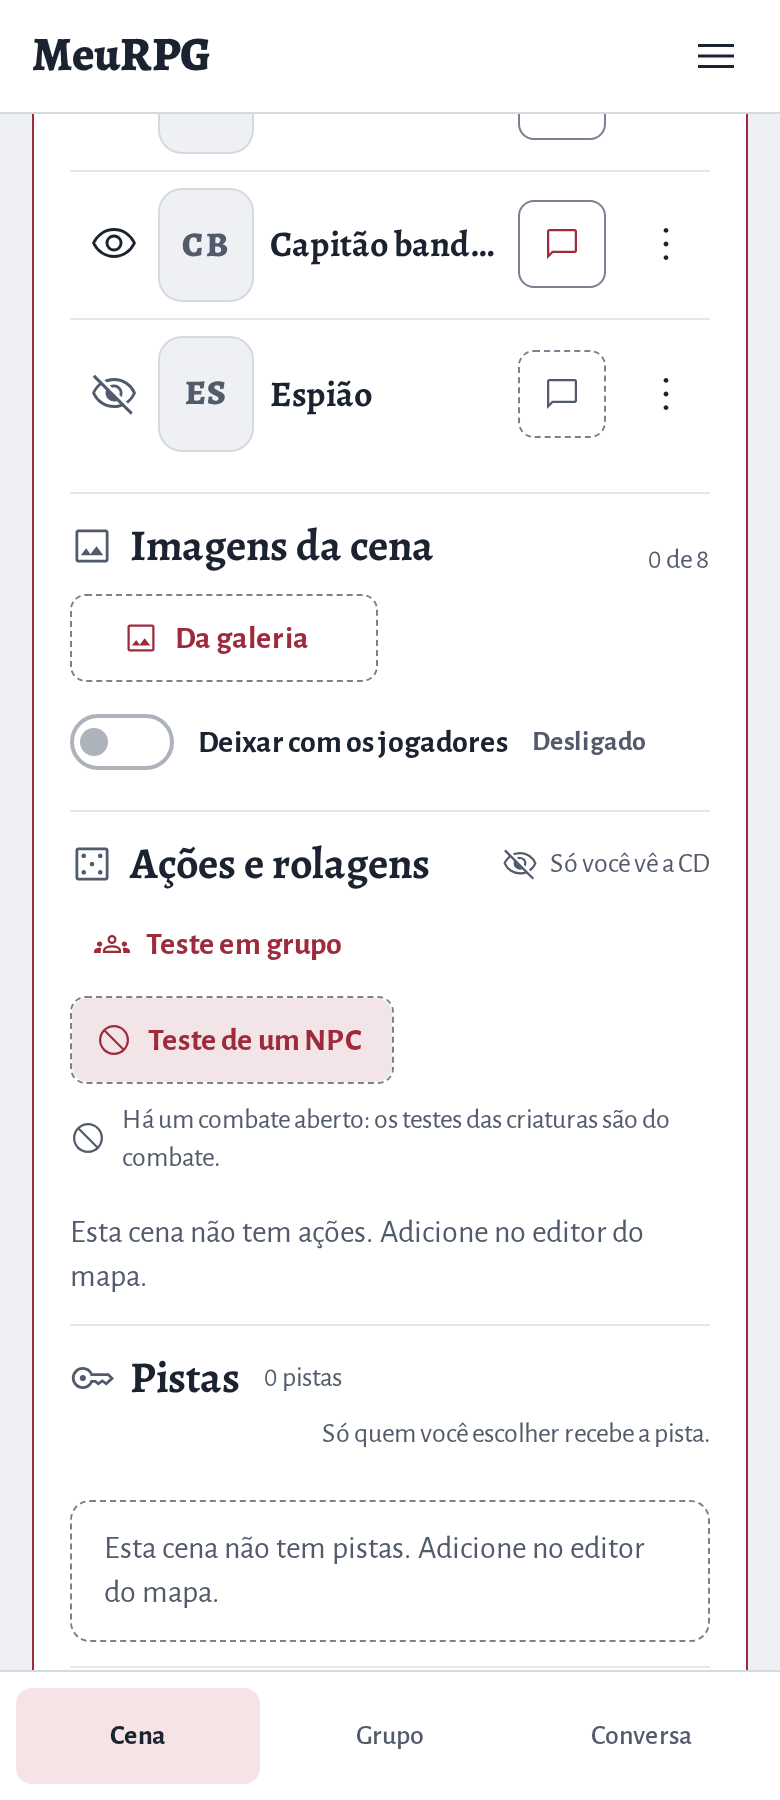 MeuRPG
CB
Capitão band...
ES
Espião
Imagens da cena
0 de 8
Da galeria
Deixar com os jogadores
Desligado
Ações e rolagens
Só você vê a CD
Teste em grupo
Teste de um NPC
Há um combate aberto: os testes das criaturas são do
combate.
Esta cena não tem ações. Adicione no editor do
mapa.
Pistas
0 pistas
Só quem você escolher recebe a pista.
Esta cena não tem pistas. Adicione no editor
do mapa.
Cena
Grupo
Conversa